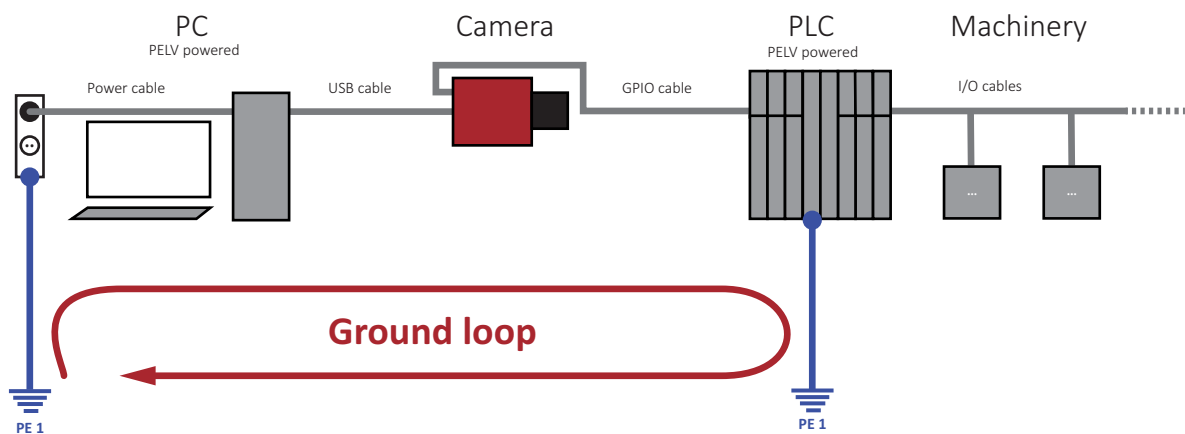 PC
PELV powered
Camera
PLC
PELV powered
Machinery
Power cable
USB cable
GPIO cable
I/O cables
...
...
Ground loop
PE 1
PE 1